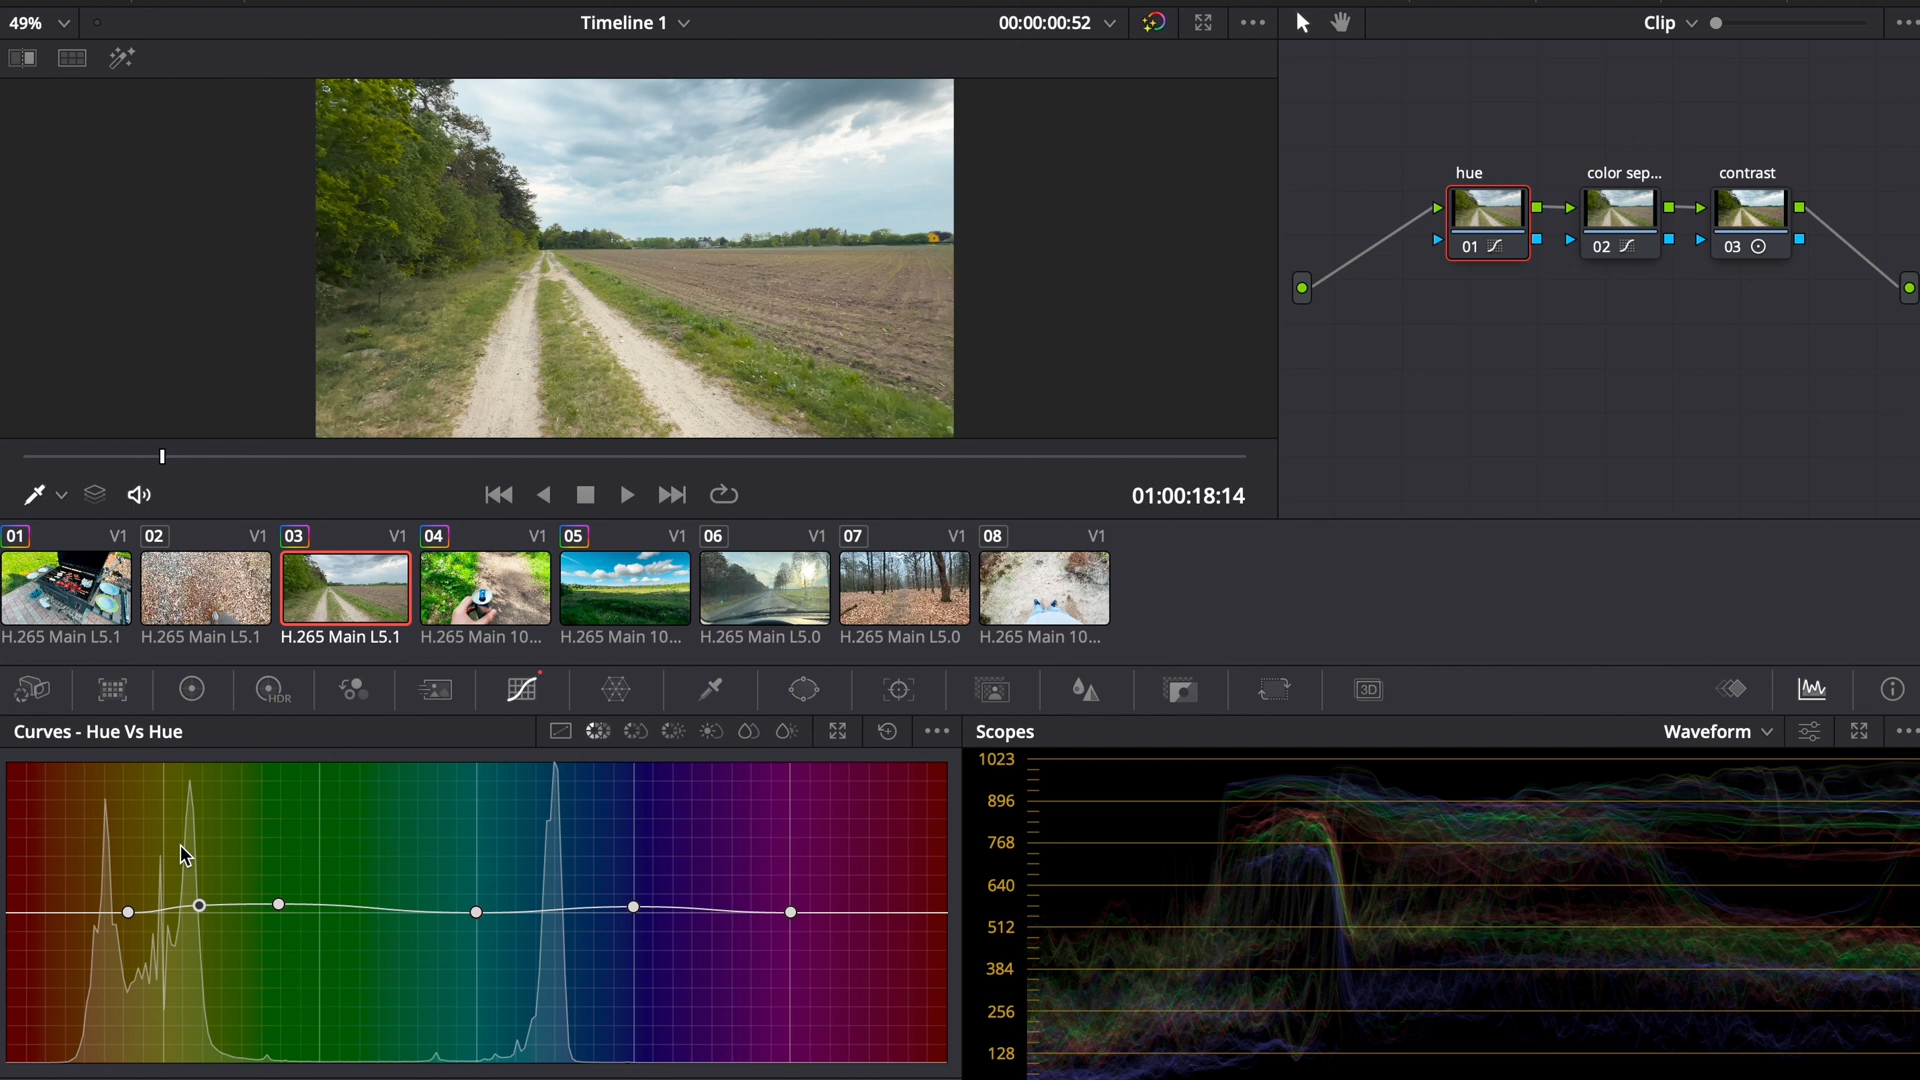 49%
Timeline 1
00:00:00:52
Clip
hue
color sep...
contrast
01
02
03
01:00:18:14
01 V1
02 V1
03 V1
04 V1
05 V1
06 V1
07 V1
08 V1
H.265 Main L5.1
H.265 Main L5.1
H.265 Main L5.1
H.265 Main 10...
H.265 Main 10...
H.265 Main L5.0
H.265 Main L5.0
H.265 Main 10...
HDR
3D
Curves - Hue Vs Hue
Scopes
Waveform
1023
896
768
640
512
384
256
128